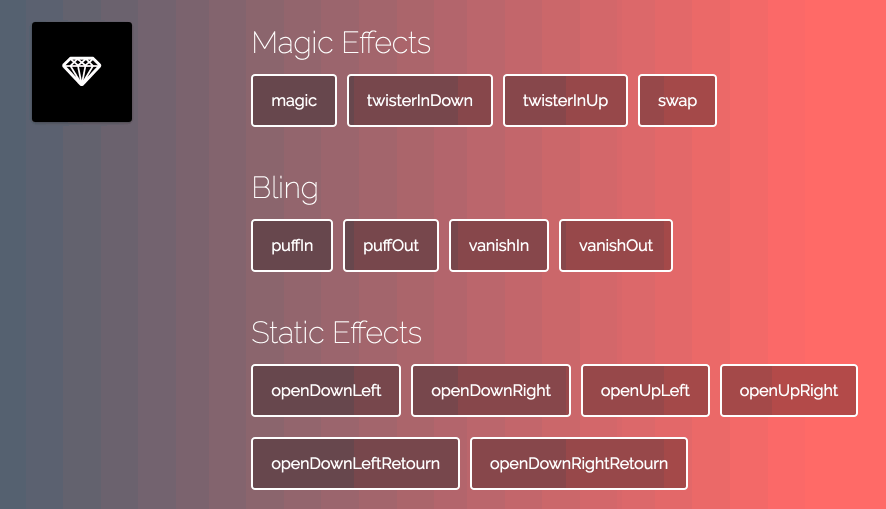 Magic Effects
magic twisterInDown twisterInUp swap
Bling
puffIn puffOut vanishIn vanishOut
Static Effects
openDownLeft openDownRight openUpLeft openUpRight
openDownLeftRetourn openDownRightRetourn